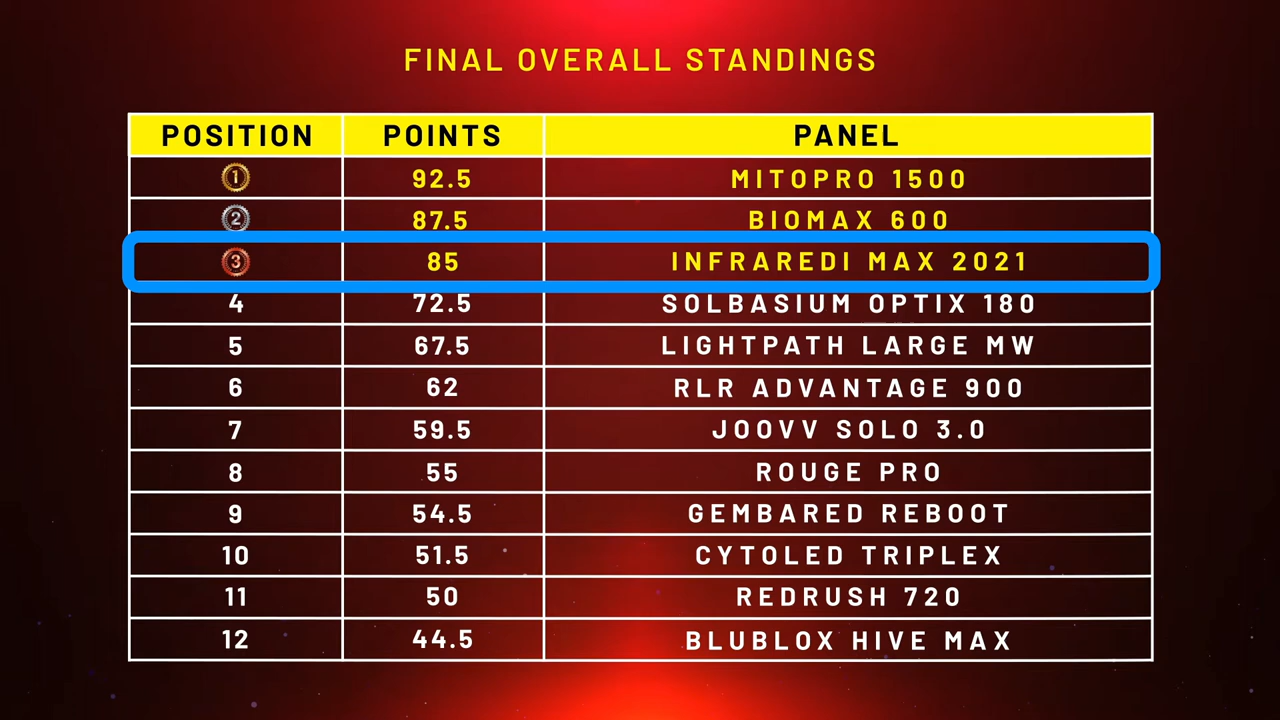 FINAL OVERALL STANDINGS
POSITION POINTS PANEL
1 92.5 MITOPRO 1500
2 87.5 BIOMAX 600
3 85 INFRAREDI MAX 2021
4 72.5 SOLBASIUM OPTIX 180
5 67.5 LIGHTPATH LARGE MW
6 62 RLR ADVANTAGE 900
7 59.5 JOOVV SOLO 3.0
8 55 ROUGE PRO
9 54.5 GEMBARED REBOOT
10 51.5 CYTOLED TRIPLEX
11 50 REDRUSH 720
12 44.5 BLUBLOX HIVE MAX